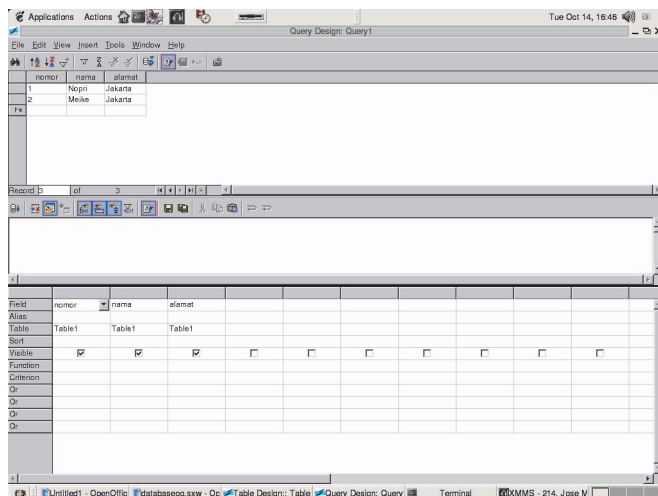 Applications Actions Tue Oct 14, 16:46
Query Design: Query1
File Edit View Insert Tools Window Help
nomor nama alamat
1 Nopri Jakarta
2 Meike Jakarta
Record 3 of 3
Field nomor nama alamat
Alias
Table Table1 Table1 Table1
Sort
Visible
Function
Criterion
Or
Or
Or
Or
Untitled1 - OpenOffic databaseoo.sxw - Op Table Design:: Table Query Design: Query Terminal XMMS - 214. Jose M